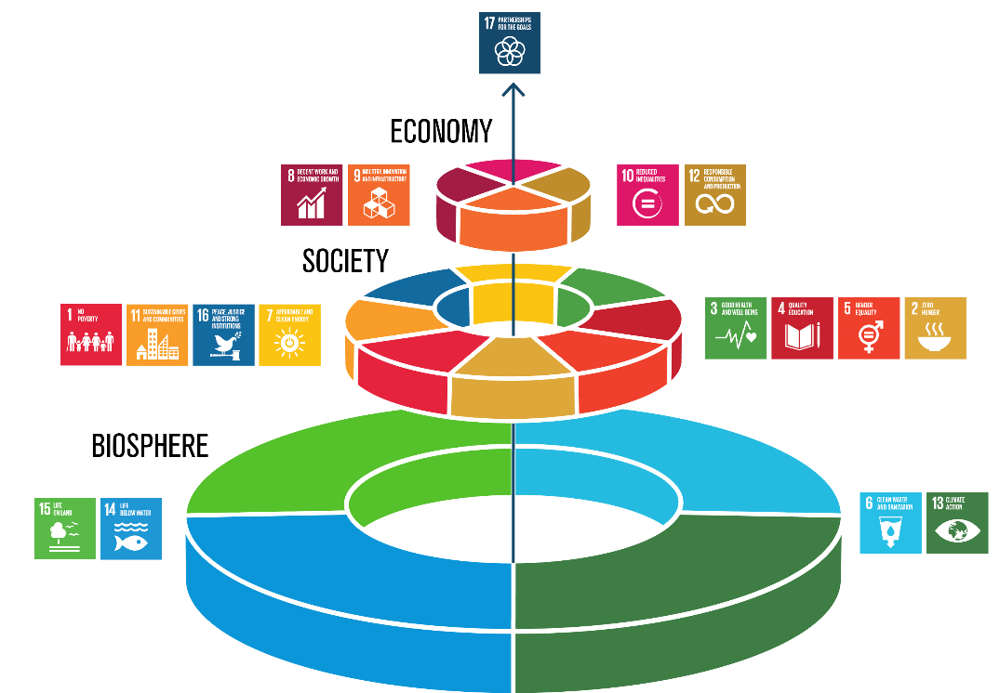 17 PARTNERSHIPS
FOR THE GOALS
ECONOMY
8 DECENT WORK AND
ECONOMIC GROWTH
9 INDUSTRY, INNOVATION
AND INFRASTRUCTURE
10 REDUCED
INEQUALITIES
12 RESPONSIBLE
CONSUMPTION
AND PRODUCTION
SOCIETY
1 NO
POVERTY
11 SUSTAINABLE CITIES
AND COMMUNITIES
16 PEACE, JUSTICE
AND STRONG
INSTITUTIONS
7 AFFORDABLE AND
CLEAN ENERGY
3 GOOD HEALTH
AND WELL-BEING
4 QUALITY
EDUCATION
5 GENDER
EQUALITY
2 ZERO
HUNGER
BIOSPHERE
15 LIFE
ON LAND
14 LIFE
BELOW WATER
6 CLEAN WATER
AND SANITATION
13 CLIMATE
ACTION